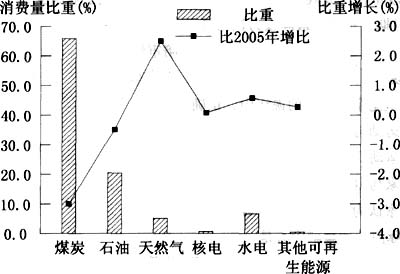 消费量比重(%)
比重增长(%)
比重
比2005年增比
70.0
60.0
50.0
40.0
30.0
20.0
10.0
0.0
3.0
2.0
1.0
0.0
-1.0
-2.0
-3.0
-4.0
煤炭
石油
天然气
核电
水电
其他可再
生能源